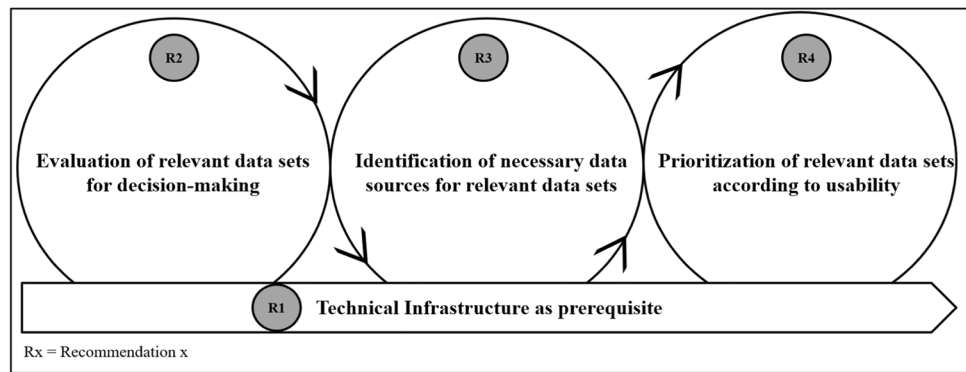 R2
R3
R4
Evaluation of relevant data sets
for decision-making
Identification of necessary data
sources for relevant data sets
Prioritization of relevant data sets
according to usability
R1
Technical Infrastructure as prerequisite
Rx = Recommendation x